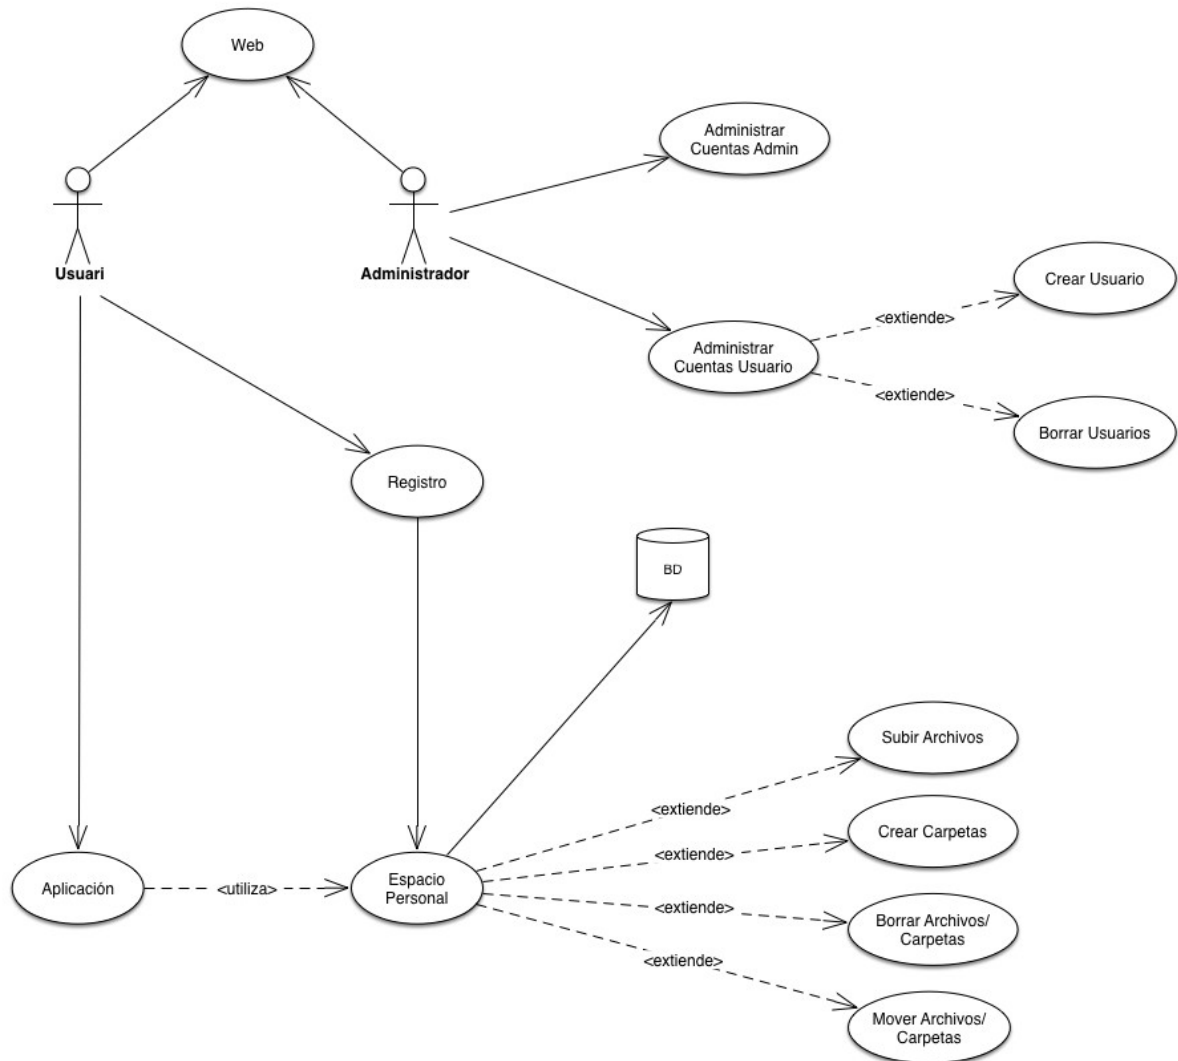 Web
Administrar
Cuentas Admin
Usuari
Administrador
Crear Usuario
<extiende>
Administrar
Cuentas Usuario
<extiende>
Borrar Usuarios
Registro
BD
Subir Archivos
<extiende>
Crear Carpetas
<extiende>
Aplicación
<utiliza>
Espacio
Personal
<extiende>
Borrar Archivos/
Carpetas
<extiende>
Mover Archivos/
Carpetas